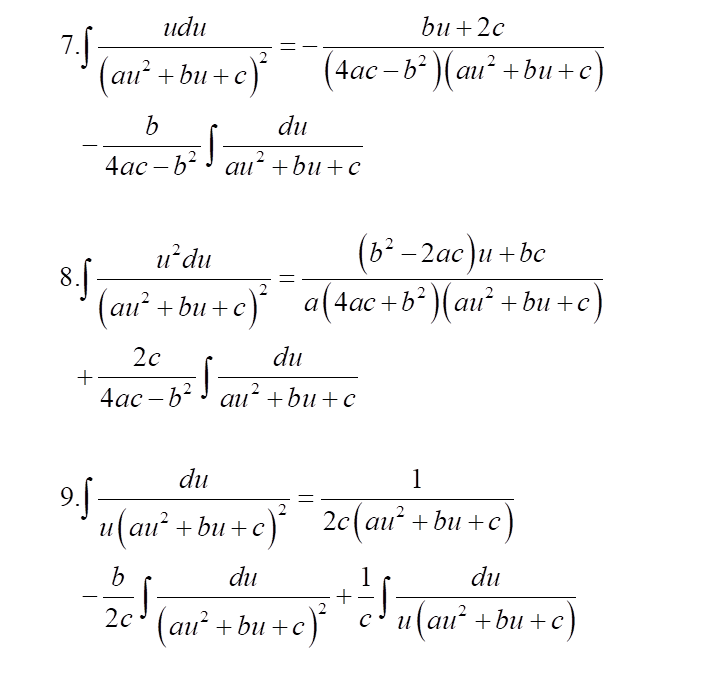 7. ∫ udu / (au² + bu + c)² = − (bu + 2c) / ((4ac − b²)(au² + bu + c))
− b / (4ac − b²) ∫ du / (au² + bu + c)
8. ∫ u²du / (au² + bu + c)² = ((b² − 2ac)u + bc) / (a(4ac + b²)(au² + bu + c))
+ 2c / (4ac − b²) ∫ du / (au² + bu + c)
9. ∫ du / (u(au² + bu + c)²) = 1 / (2c(au² + bu + c))
− b / 2c ∫ du / (au² + bu + c)² + 1 / c ∫ du / (u(au² + bu + c))